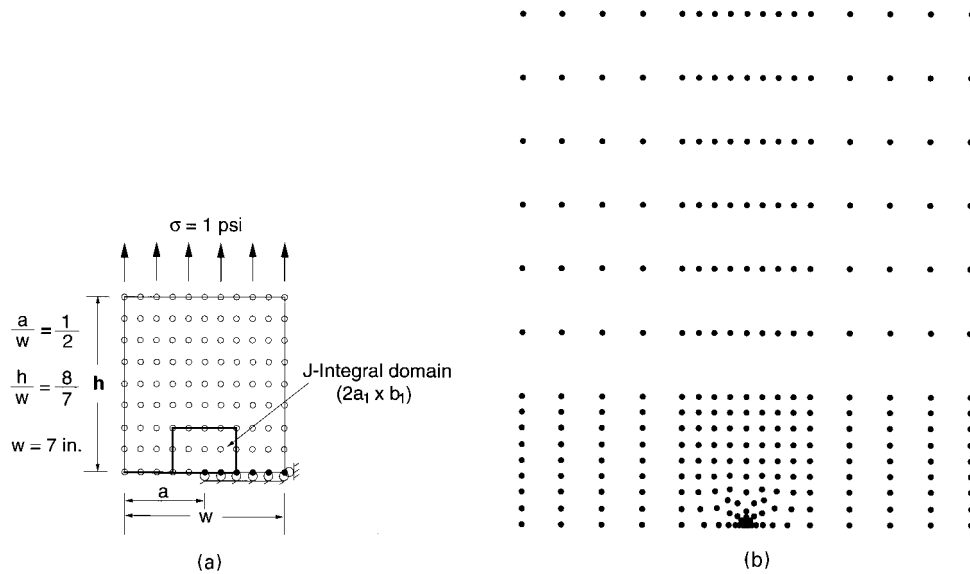 σ = 1 psi
a/w = 1/2
h/w = 8/7
h
w = 7 in.
J-Integral domain
(2a₁ x b₁)
a
w
(a)
(b)